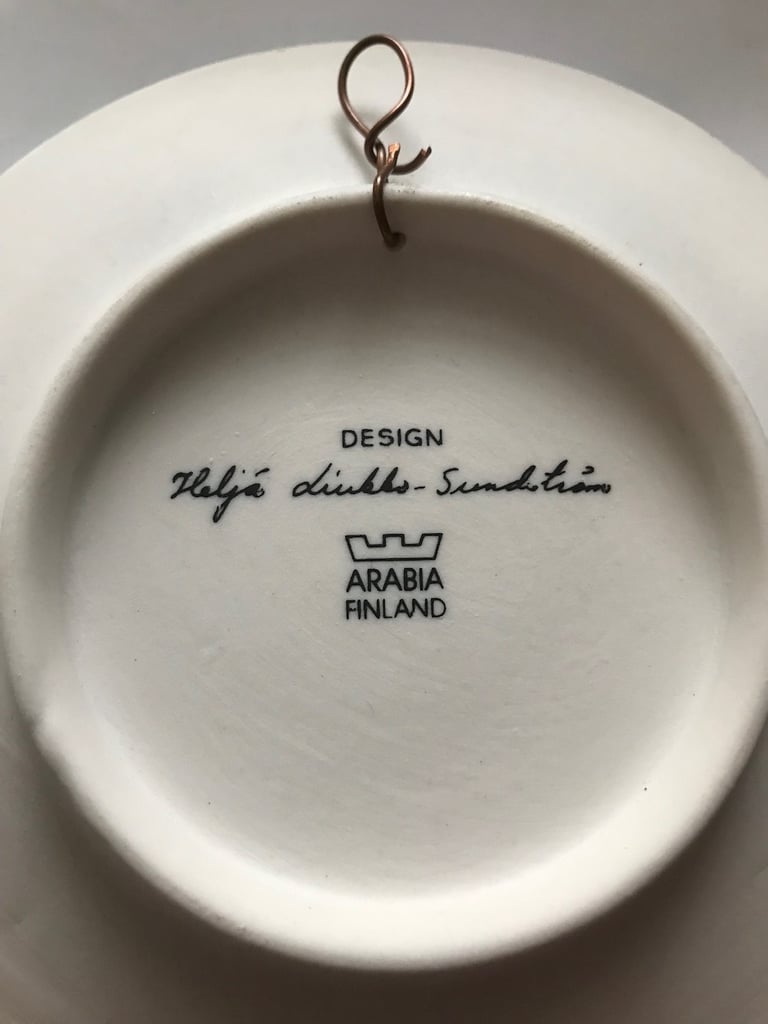 DESIGN
Heljä Liukko-Sundström
ARABIA
FINLAND